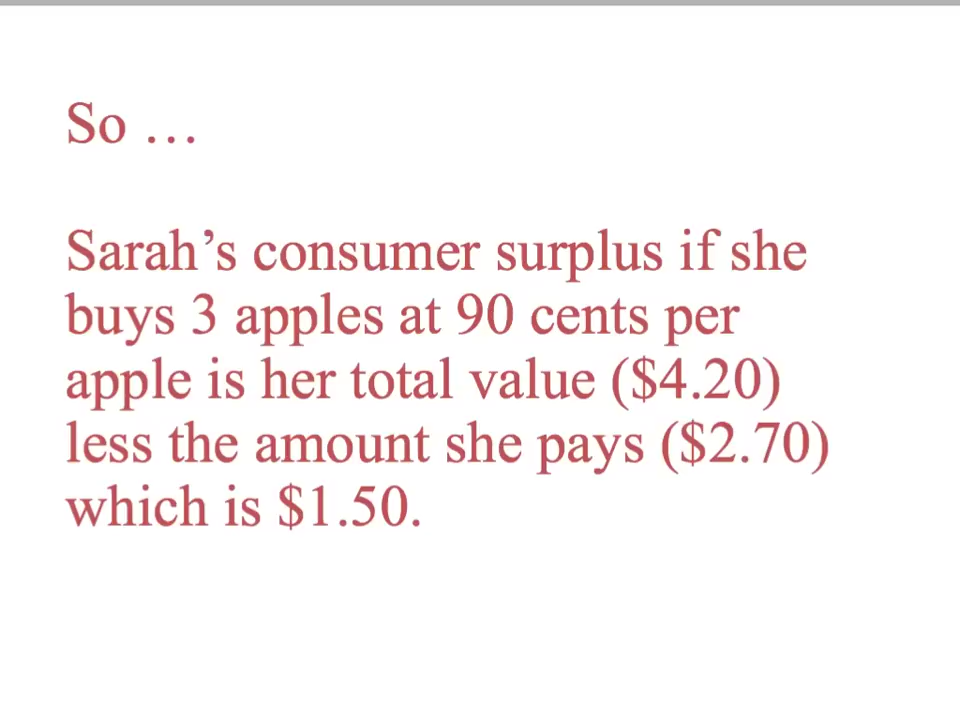 So …
Sarah’s consumer surplus if she
buys 3 apples at 90 cents per
apple is her total value ($4.20)
less the amount she pays ($2.70)
which is $1.50.